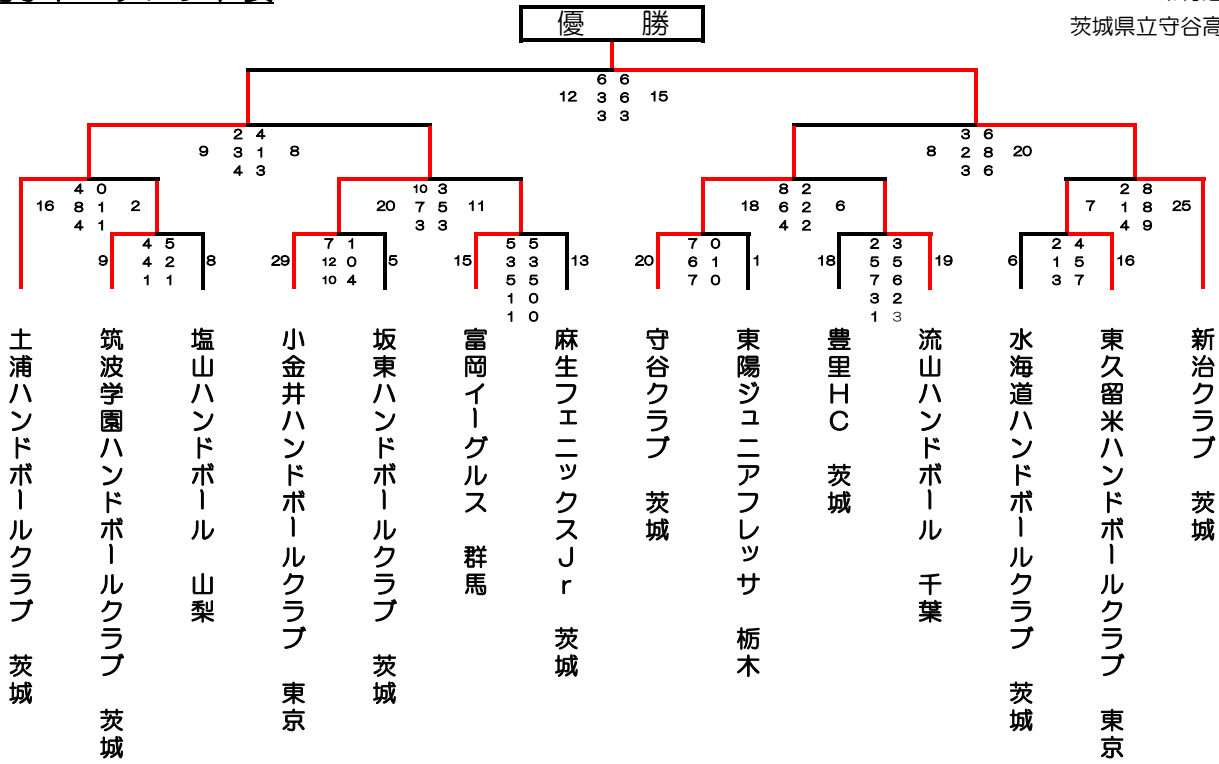 優　勝
茨城県立守谷高
6 6
12 3 6 15
3 3
2 4
9 3 1 8
4 3
3 6
8 2 8 20
3 6
4 0
16 8 1 2
4 1
10 3
20 7 5 11
3 3
8 2
18 6 2 6
4 2
2 8
7 1 8 25
4 9
4 5
9 4 2 8
1 1
7 1
29 12 0 5
10 4
5 5
15 3 3 13
5 5
1 0
1 0
7 0
20 6 1 1
7 0
2 3
18 5 5 19
7 6
3 2
1 3
2 4
6 1 5 16
3 7
土浦ハンドボールクラブ　茨城
筑波学園ハンドボールクラブ　茨城
塩山ハンドボール　山梨
小金井ハンドボールクラブ　東京
坂東ハンドボールクラブ　茨城
富岡イーグルス　群馬
麻生フェニックスJr　茨城
守谷クラブ　茨城
東陽ジュニアフレッサ　栃木
豊里HC　茨城
流山ハンドボール　千葉
水海道ハンドボールクラブ　茨城
東久留米ハンドボールクラブ　東京
新治クラブ　茨城